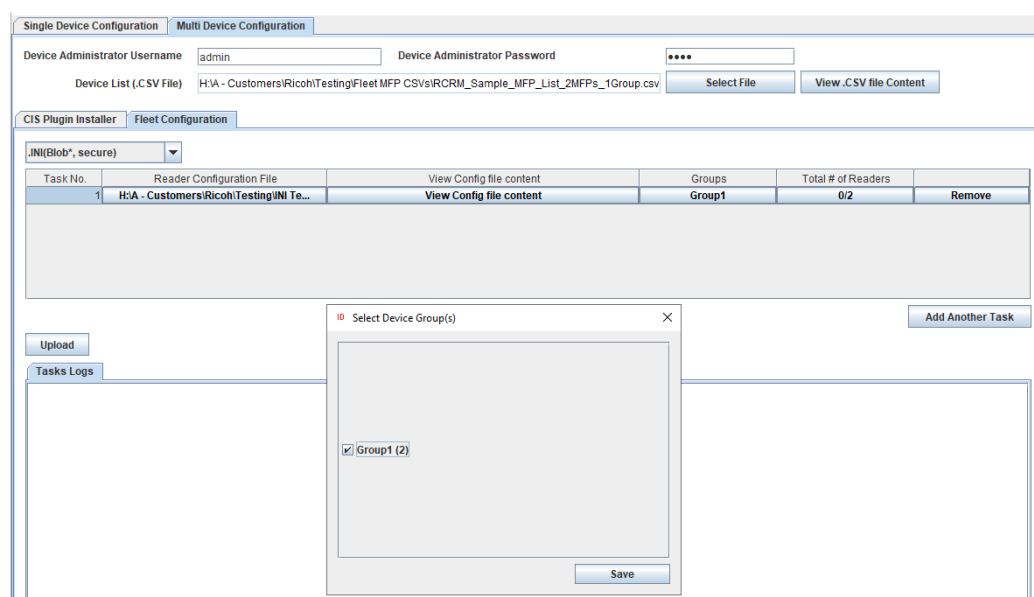 Single Device Configuration Multi Device Configuration
Device Administrator Username admin Device Administrator Password ••••
Device List (.CSV File) H:\A - Customers\Ricoh\Testing\Fleet MFP CSVs\RCRM_Sample_MFP_List_2MFPs_1Group.csv Select File View .CSV file Content
CIS Plugin Installer Fleet Configuration
.INI(Blob*, secure)
Task No. Reader Configuration File View Config file content Groups Total # of Readers
1 H:\A - Customers\Ricoh\Testing\INI Te... View Config file content Group1 0/2 Remove
ID Select Device Group(s)
Add Another Task
Upload
Tasks Logs
Group1 (2)
Save